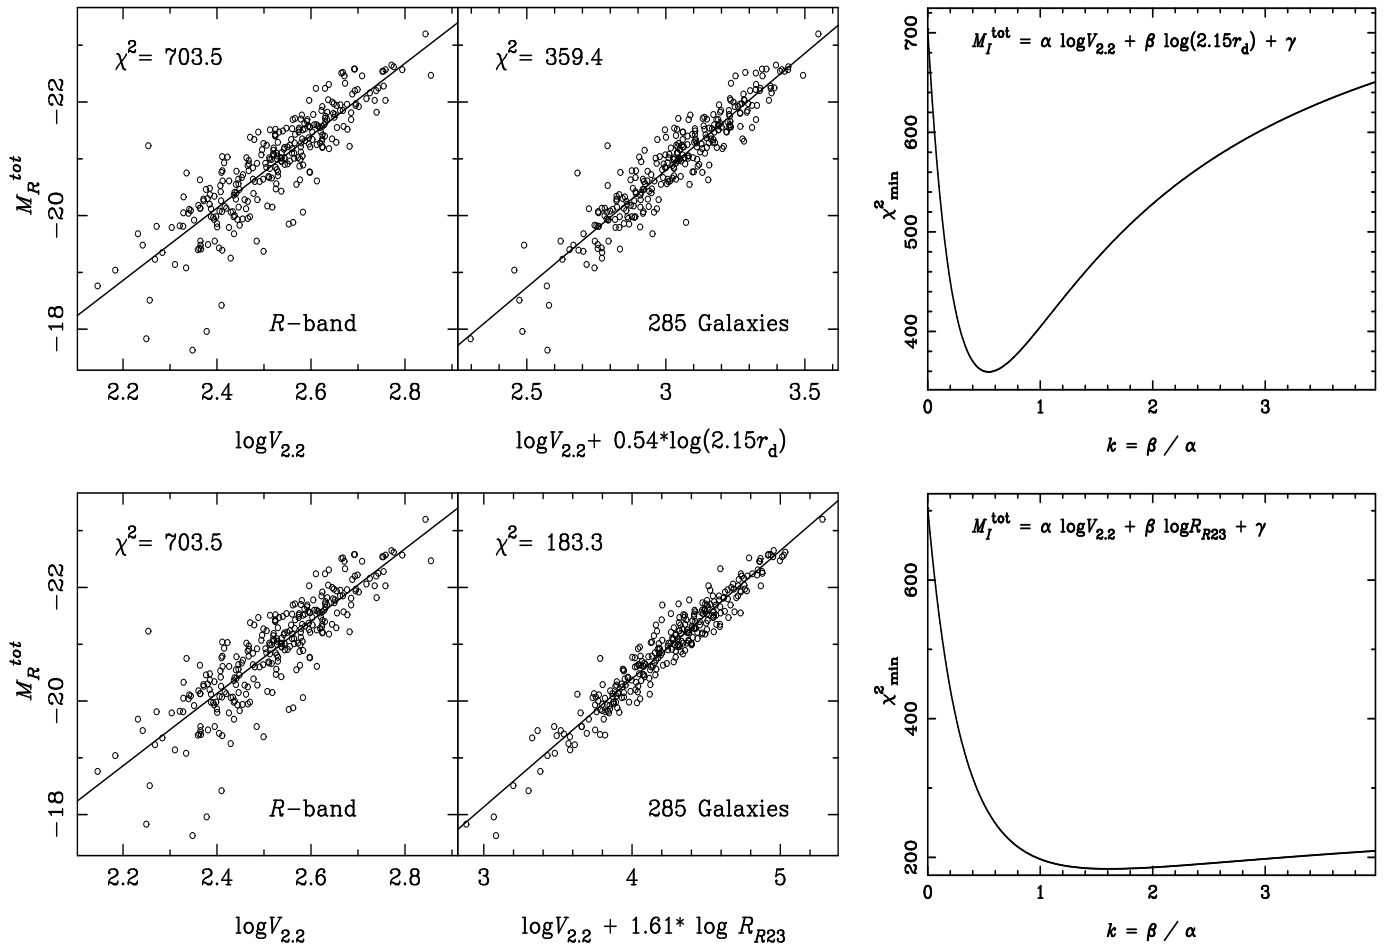 χ²= 703.5
χ²= 359.4
M_I^tot = α logV_2.2 + β log(2.15r_d) + γ
M_R^tot
−22
−20
−18
R−band
285 Galaxies
2.2 2.4 2.6 2.8
2.5 3 3.5
logV_2.2
logV_2.2+ 0.54*log(2.15r_d)
χ²_min
700
600
500
400
0 1 2 3
k = β / α
χ²= 703.5
χ²= 183.3
M_I^tot = α logV_2.2 + β logR_R23 + γ
M_R^tot
−22
−20
−18
R−band
285 Galaxies
2.2 2.4 2.6 2.8
3 4 5
logV_2.2
logV_2.2 + 1.61* log R_R23
χ²_min
600
400
200
0 1 2 3
k = β / α